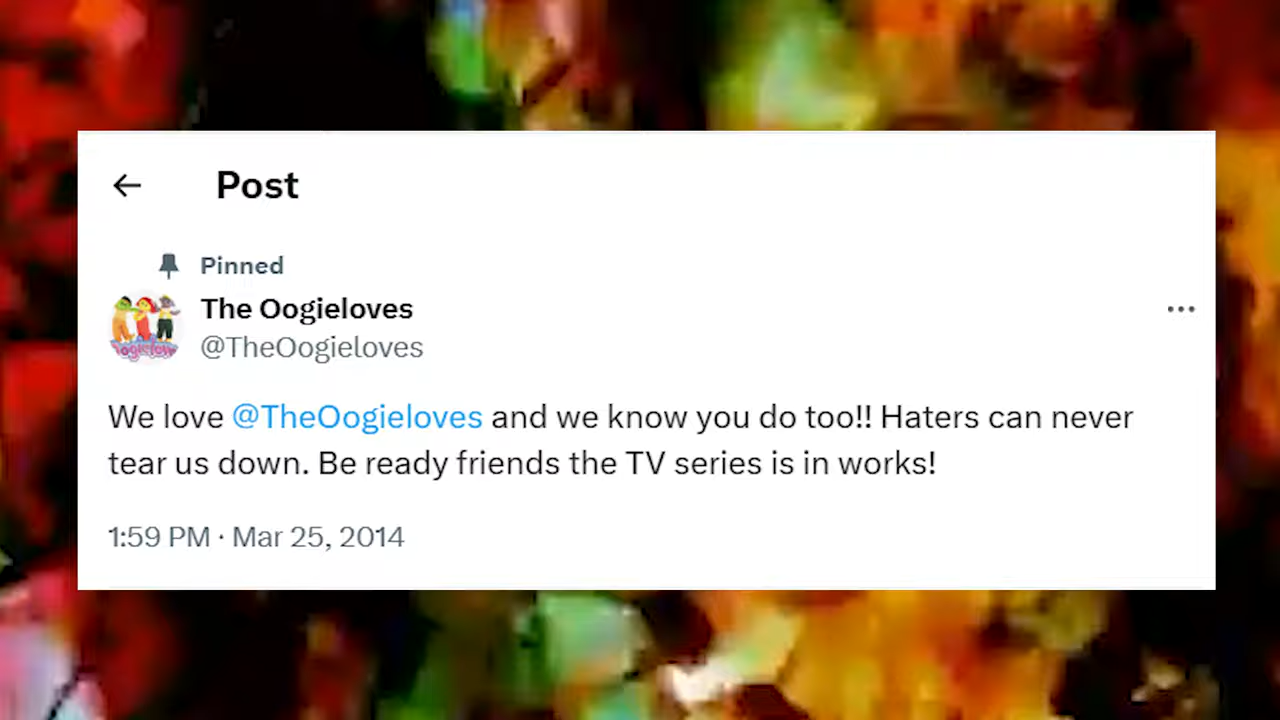 Post
Pinned
The Oogieloves
@TheOogieloves
We love @TheOogieloves and we know you do too!! Haters can never
tear us down. Be ready friends the TV series is in works!
1:59 PM · Mar 25, 2014